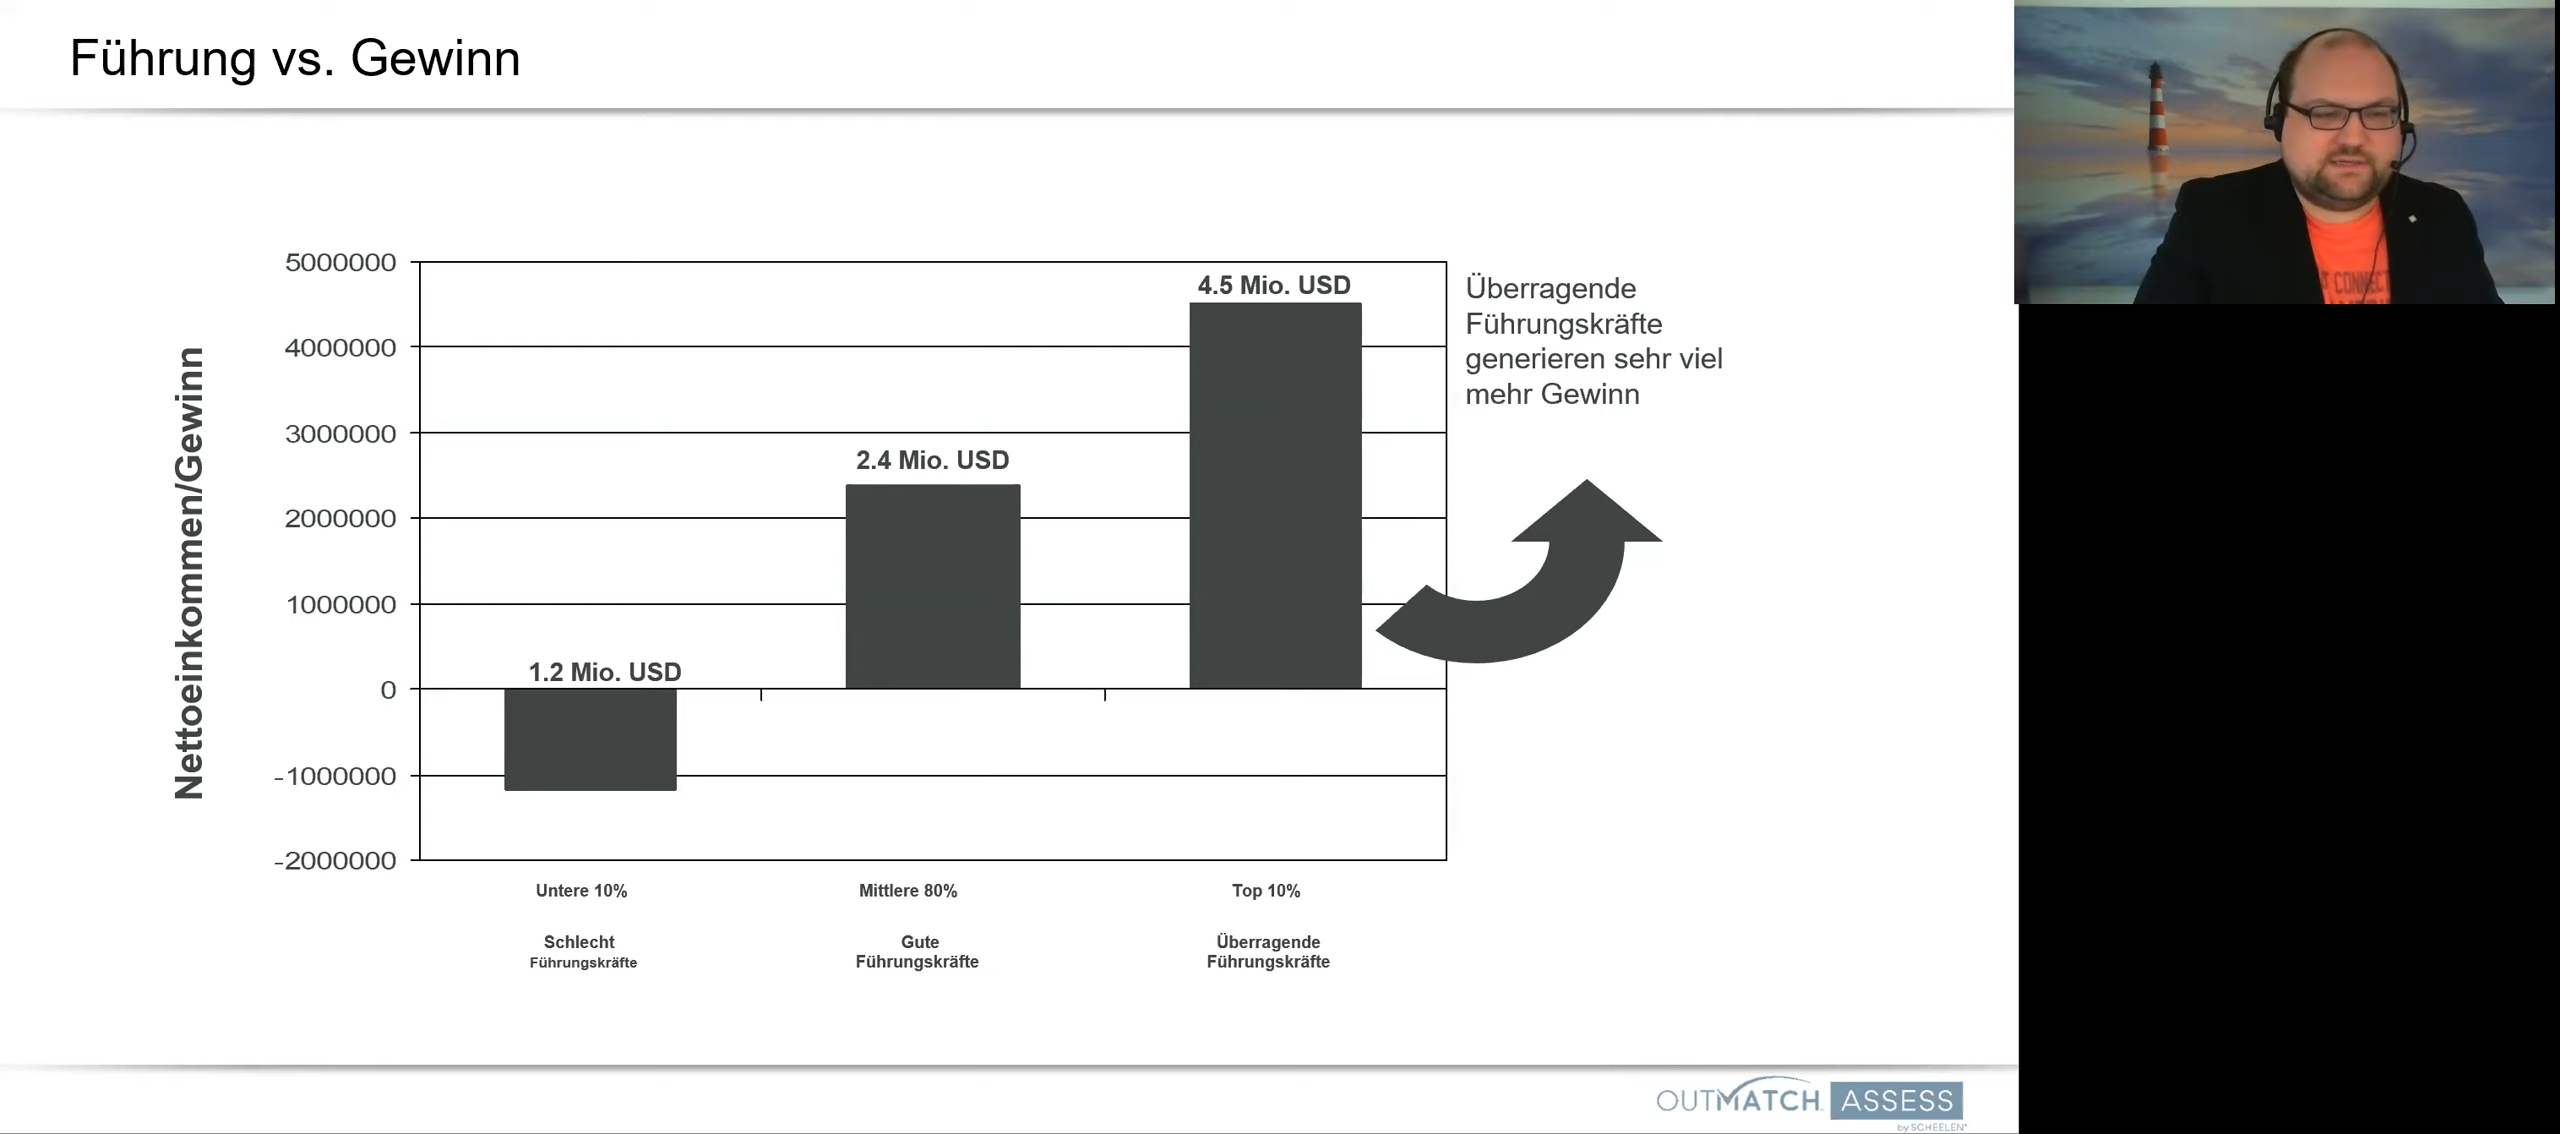 Führung vs. Gewinn
Nettoeinkommen/Gewinn
5000000
4000000
3000000
2000000
1000000
0
-1000000
-2000000
1.2 Mio. USD
2.4 Mio. USD
4.5 Mio. USD
Untere 10%
Schlecht
Führungskräfte
Mittlere 80%
Gute
Führungskräfte
Top 10%
Überragende
Führungskräfte
Überragende
Führungskräfte
generieren sehr viel
mehr Gewinn
OUTMATCH ASSESS
by SCHEELEN®
CONNECT